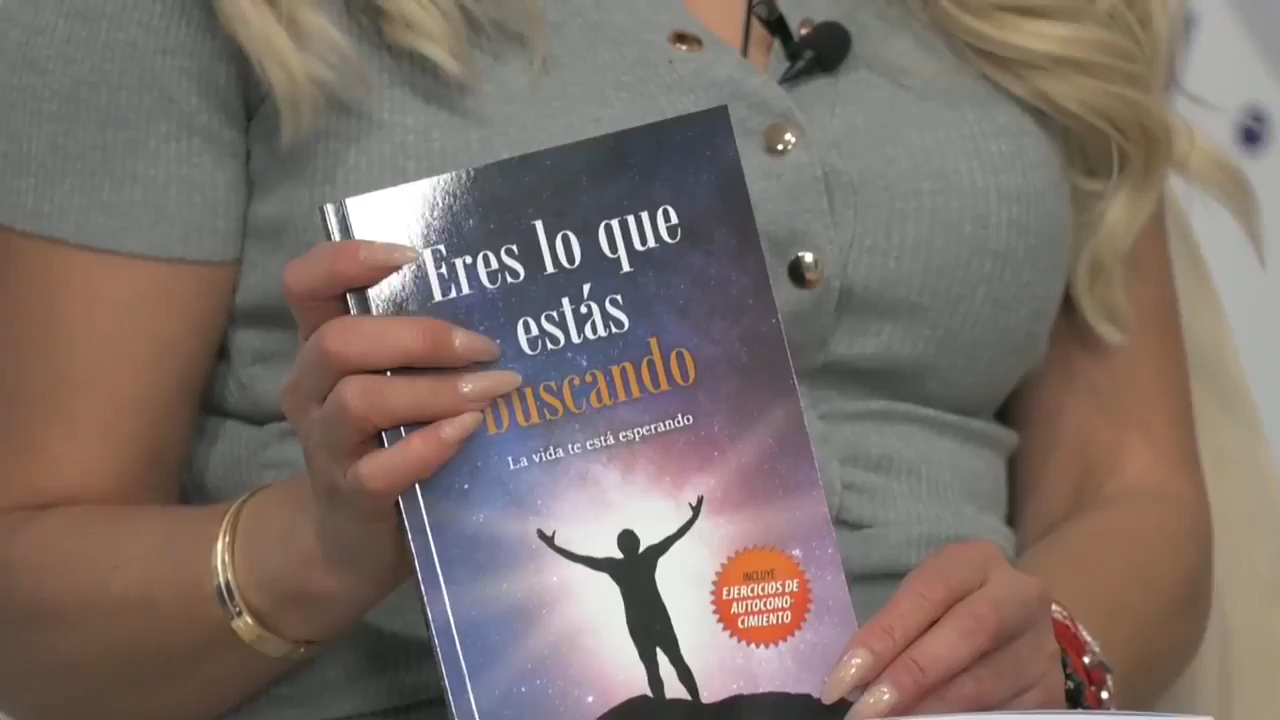 Eres lo que
estás
buscando
La vida te está esperando
INCLUYE
EJERCICIOS DE
AUTOCONO-
CIMIENTO